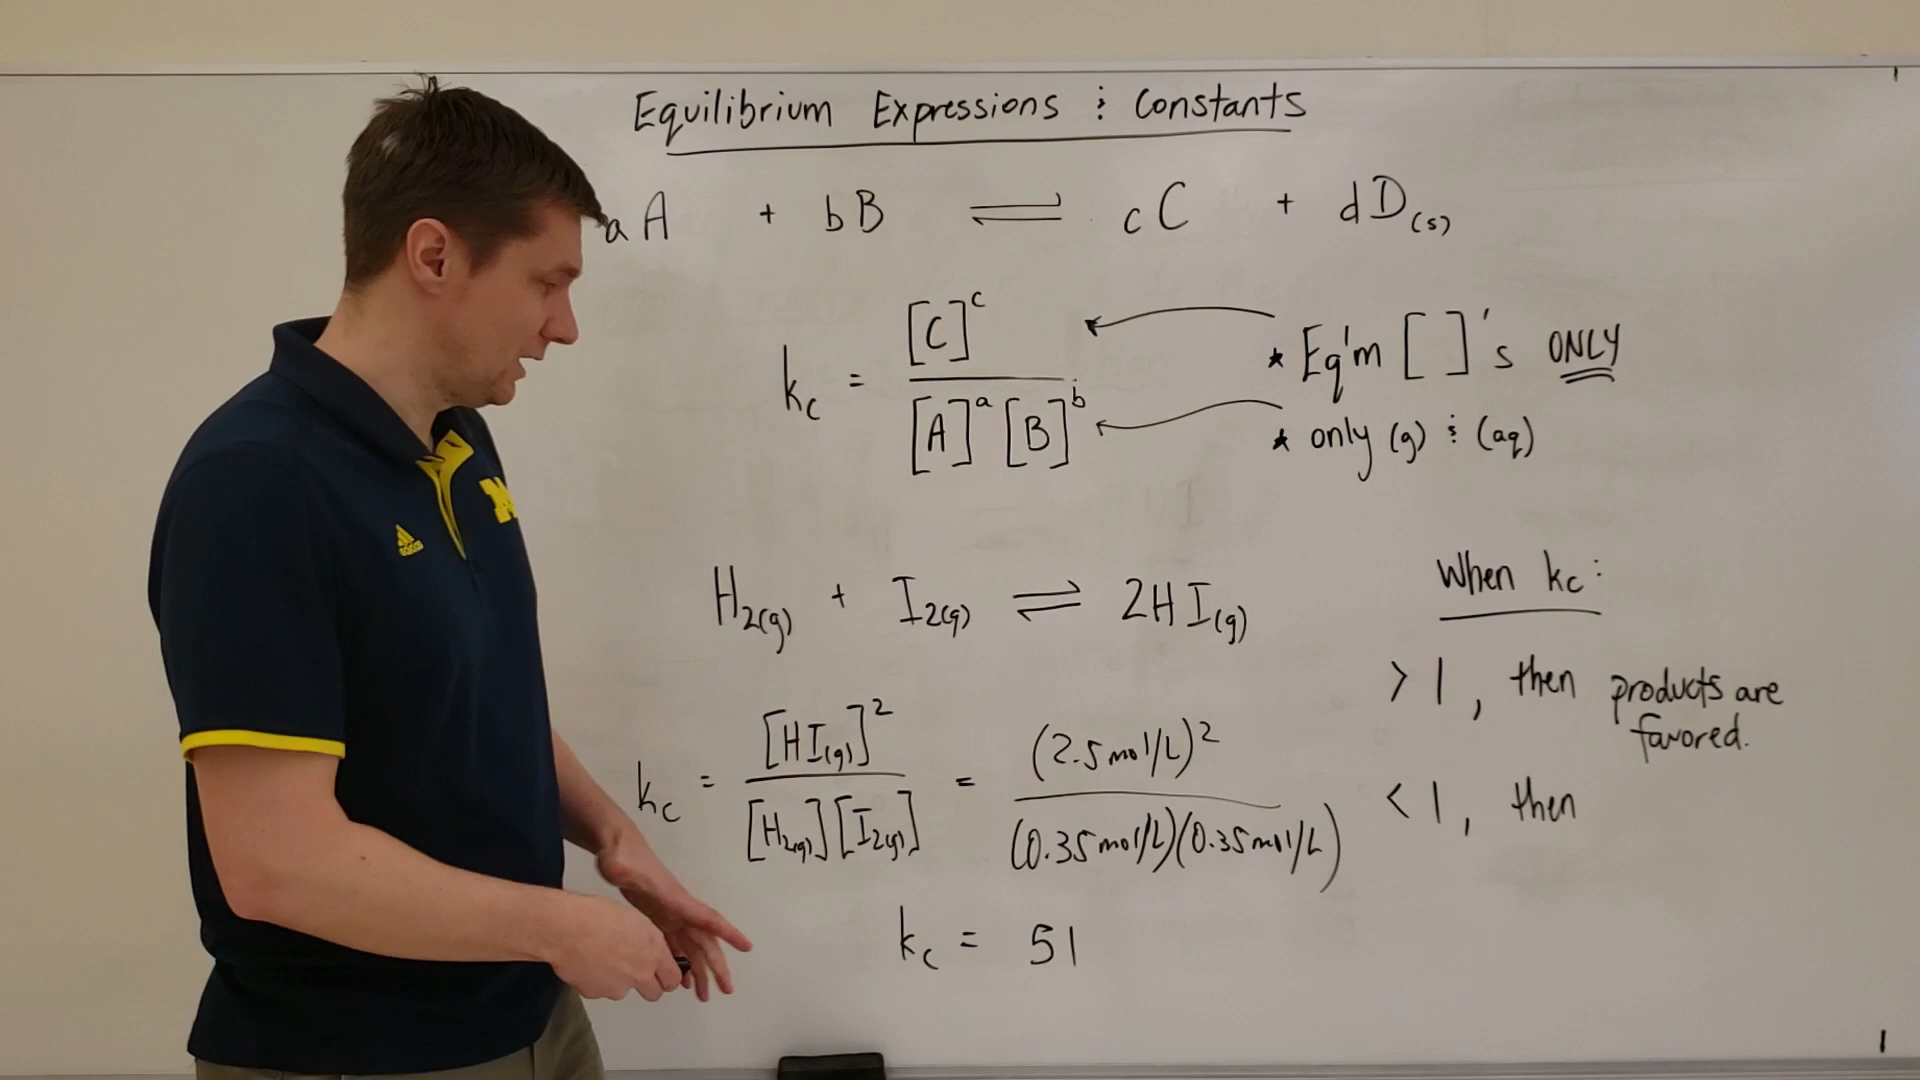 Equilibrium Expressions & Constants
aA + bB ⇌ cC + dD(s)
kc = [C]^c / [A]^a [B]^b
* Eq'm [ ]'s ONLY
* only (g) & (aq)
H2(g) + I2(g) ⇌ 2HI(g)
kc = [HI(g)]^2 / [H2(g)][I2(g)] = (2.5 mol/L)^2 / (0.35 mol/L)(0.35 mol/L)
kc = 51
When kc:
> 1, then products are
favored.
< 1, then
M
adidas